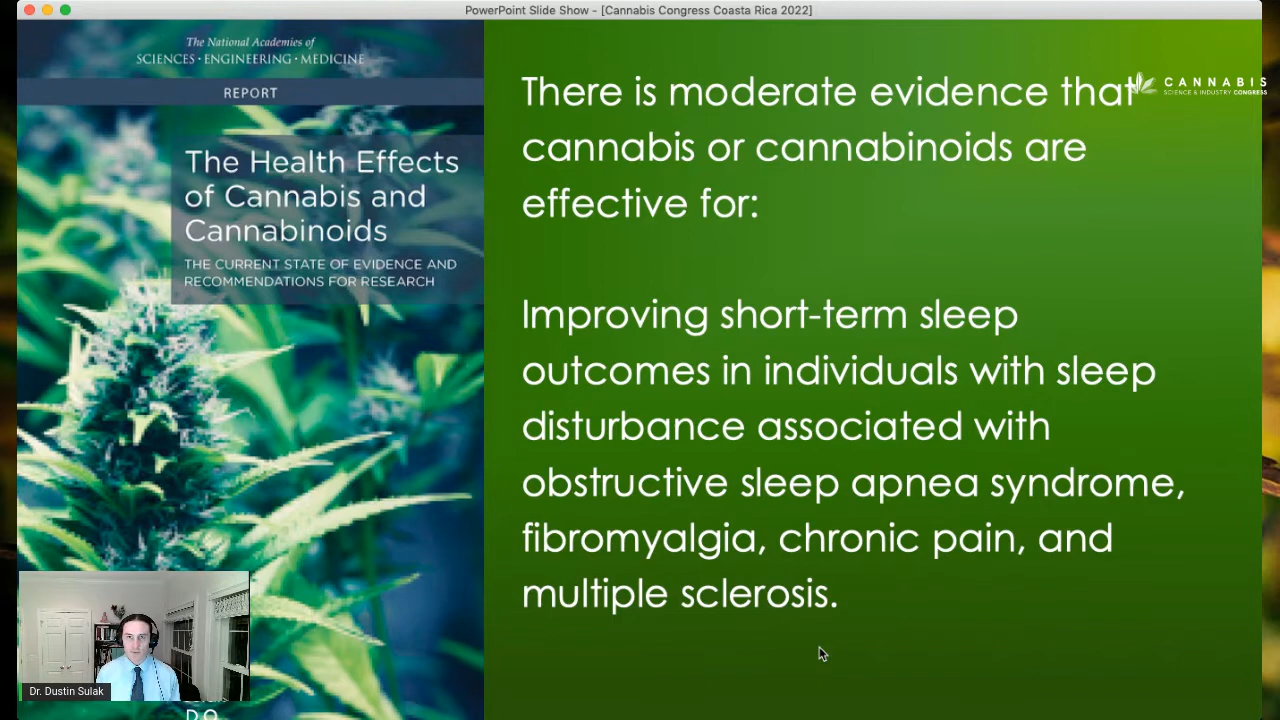 PowerPoint Slide Show - [Cannabis Congress Coasta Rica 2022]
The National Academies of
SCIENCES · ENGINEERING · MEDICINE
REPORT
The Health Effects
of Cannabis and
Cannabinoids
THE CURRENT STATE OF EVIDENCE AND
RECOMMENDATIONS FOR RESEARCH
There is moderate evidence that
cannabis or cannabinoids are
effective for:
Improving short-term sleep
outcomes in individuals with sleep
disturbance associated with
obstructive sleep apnea syndrome,
fibromyalgia, chronic pain, and
multiple sclerosis.
CANNABIS
SCIENCE & INDUSTRY CONGRESS
Dr. Dustin Sulak